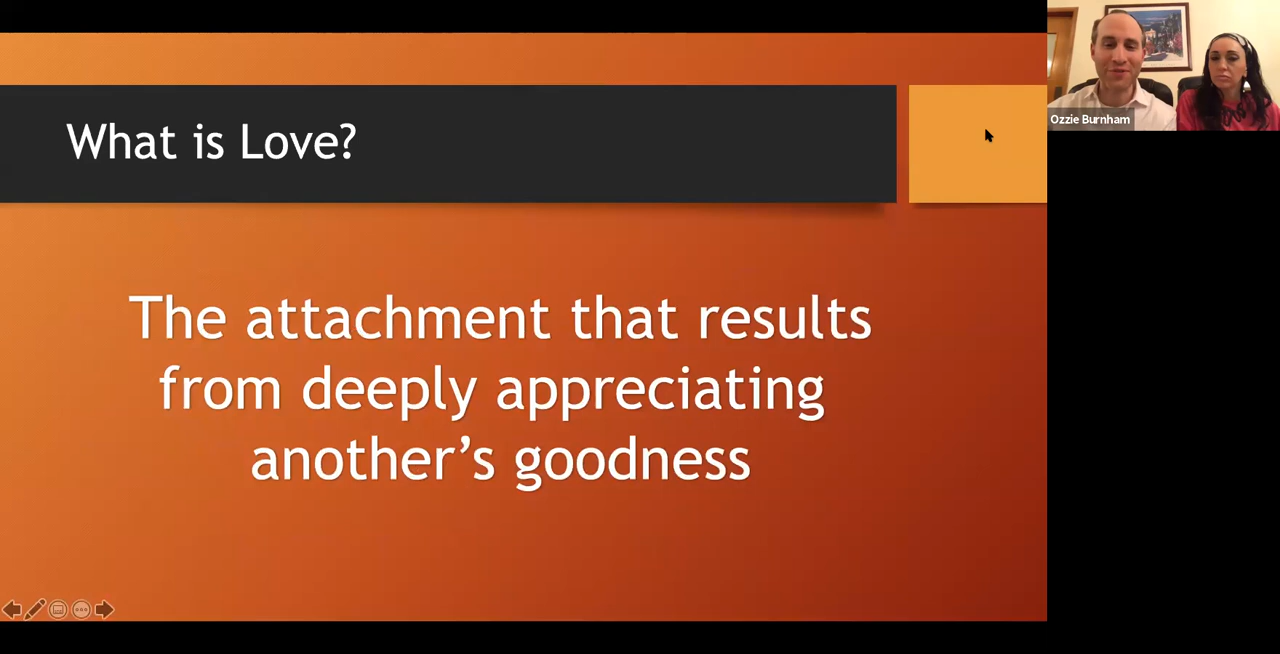 What is Love?
The attachment that results
from deeply appreciating
another’s goodness
Ozzie Burnham